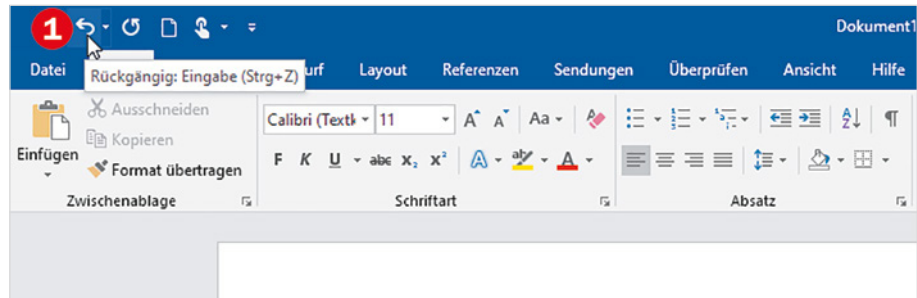 1
Dokument1
Datei urf Layout Referenzen Sendungen Überprüfen Ansicht Hilfe
Rückgängig: Eingabe (Strg+Z)
Ausschneiden
Kopieren
Einfügen
Format übertragen
Calibri (Textk 11 A A Aa A
F K U abc X₂ X² A ab A
A Z ¶
Zwischenablage Schriftart Absatz